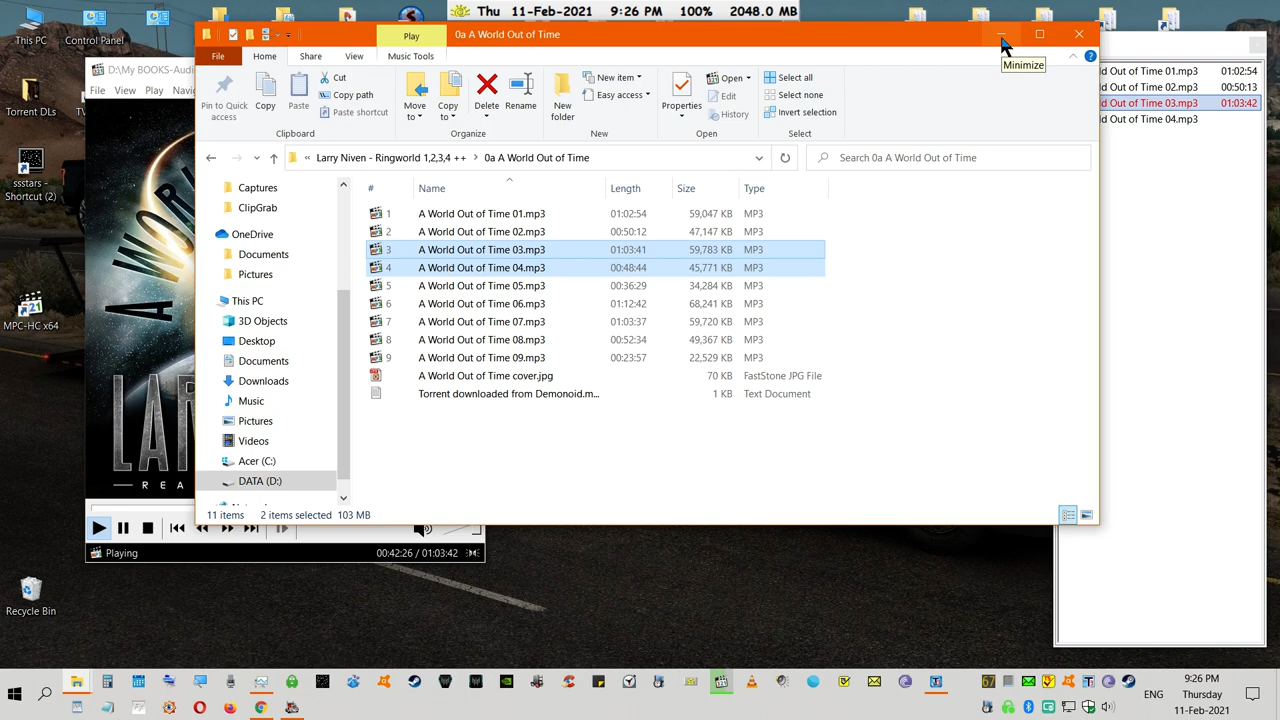 Thu 11-Feb-2021 9:26 PM 100% 2048.0 MB
This PC
Control Panel
Torrent DLs
ssstars -
Shortcut (2)
21
MPC-HC x64
Recycle Bin
D:\My BOOKS-Audi
File View Play Navi
A WORL
LAR
REA
Play
0a A World Out of Time
Minimize
File Home Share View Music Tools
Pin to Quick
access
Copy
Paste
Cut
Copy path
Paste shortcut
Clipboard
Move
to
Copy
to
Delete
Rename
Organize
New
folder
New item
Easy access
New
Properties
Open
Edit
History
Open
Select all
Select none
Invert selection
Select
« Larry Niven - Ringworld 1,2,3,4 ++ > 0a A World Out of Time
Search 0a A World Out of Time
Captures
ClipGrab
OneDrive
Documents
Pictures
This PC
3D Objects
Desktop
Documents
Downloads
Music
Pictures
Videos
Acer (C:)
DATA (D:)
# Name Length Size Type
1 A World Out of Time 01.mp3 01:02:54 59,047 KB MP3
2 A World Out of Time 02.mp3 00:50:12 47,147 KB MP3
3 A World Out of Time 03.mp3 01:03:41 59,783 KB MP3
4 A World Out of Time 04.mp3 00:48:44 45,771 KB MP3
5 A World Out of Time 05.mp3 00:36:29 34,284 KB MP3
6 A World Out of Time 06.mp3 01:12:42 68,241 KB MP3
7 A World Out of Time 07.mp3 01:03:37 59,720 KB MP3
8 A World Out of Time 08.mp3 00:52:34 49,367 KB MP3
9 A World Out of Time 09.mp3 00:23:57 22,529 KB MP3
A World Out of Time cover.jpg 70 KB FastStone JPG File
Torrent downloaded from Demonoid.m... 1 KB Text Document
11 items 2 items selected 103 MB
ld Out of Time 01.mp3 01:02:54
ld Out of Time 02.mp3 00:50:13
ld Out of Time 03.mp3 01:03:42
ld Out of Time 04.mp3
Playing 00:42:26 / 01:03:42
67
ENG
9:26 PM
Thursday
11-Feb-2021